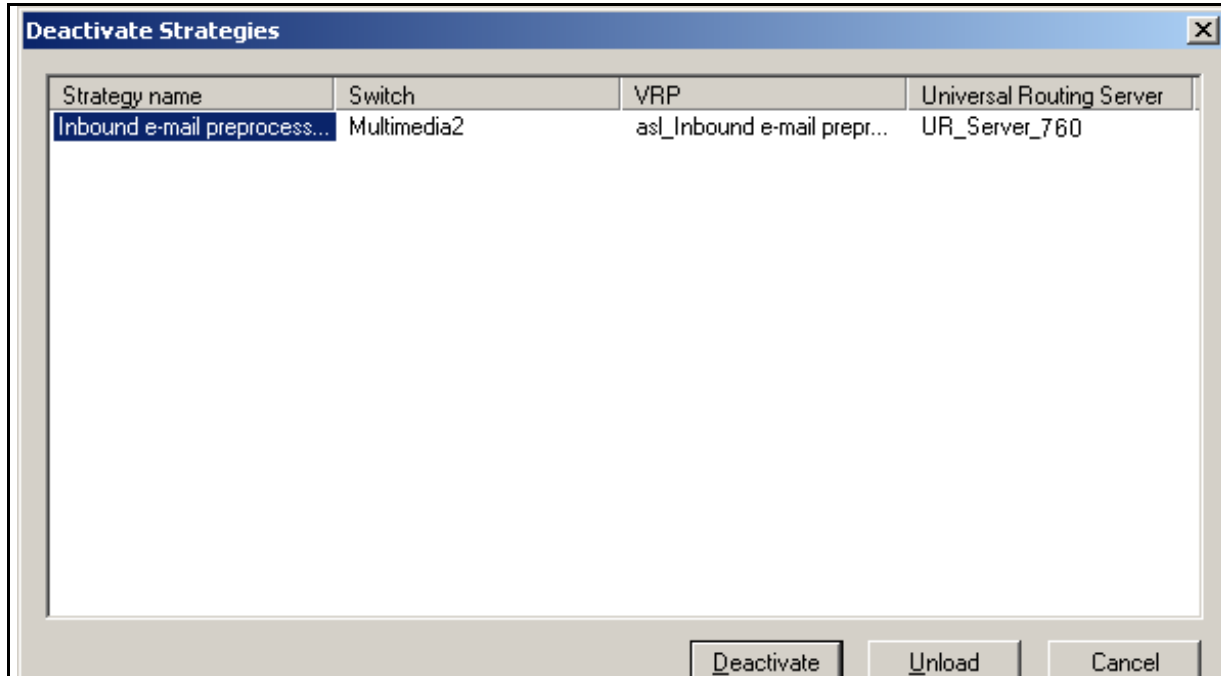 Deactivate Strategies
Strategy name Switch VRP Universal Routing Server
Inbound e-mail preprocess... Multimedia2 asl_Inbound e-mail prepr... UR_Server_760
Deactivate Unload Cancel